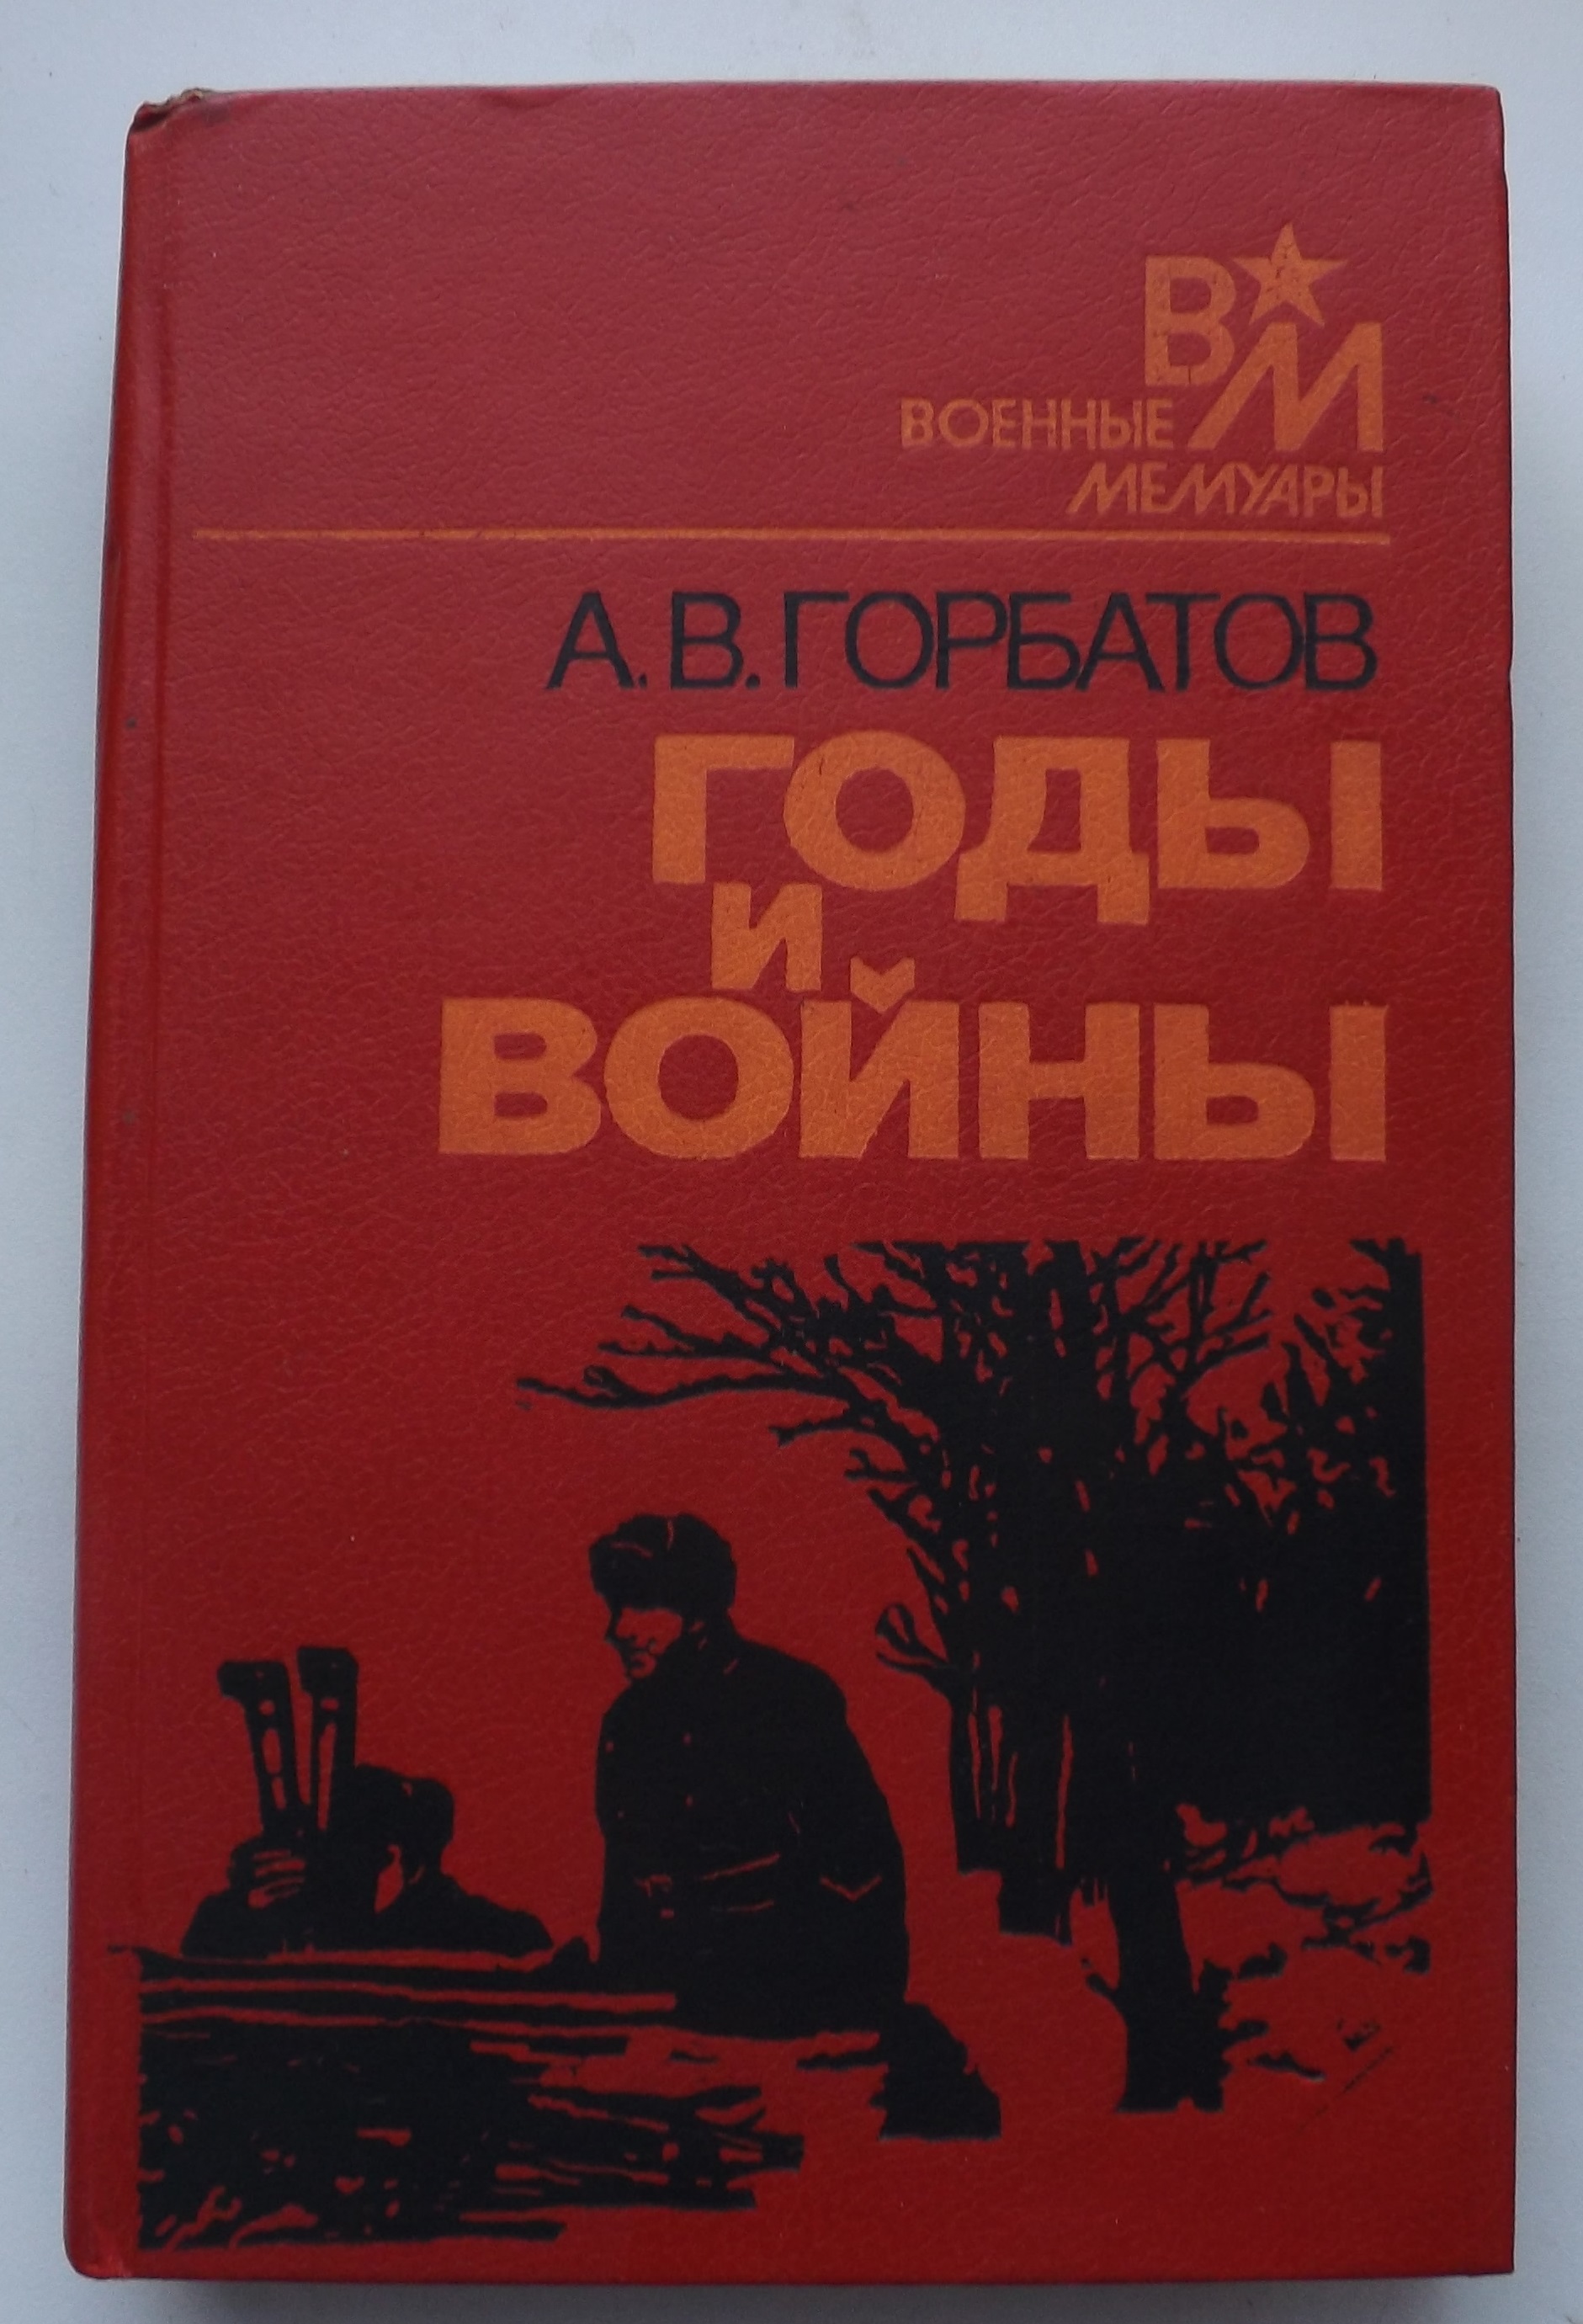 ВМ
ВОЕННЫЕ
МЕМУАРЫ
А.В.ГОРБАТОВ
ГОДЫ
И
ВОЙНЫ